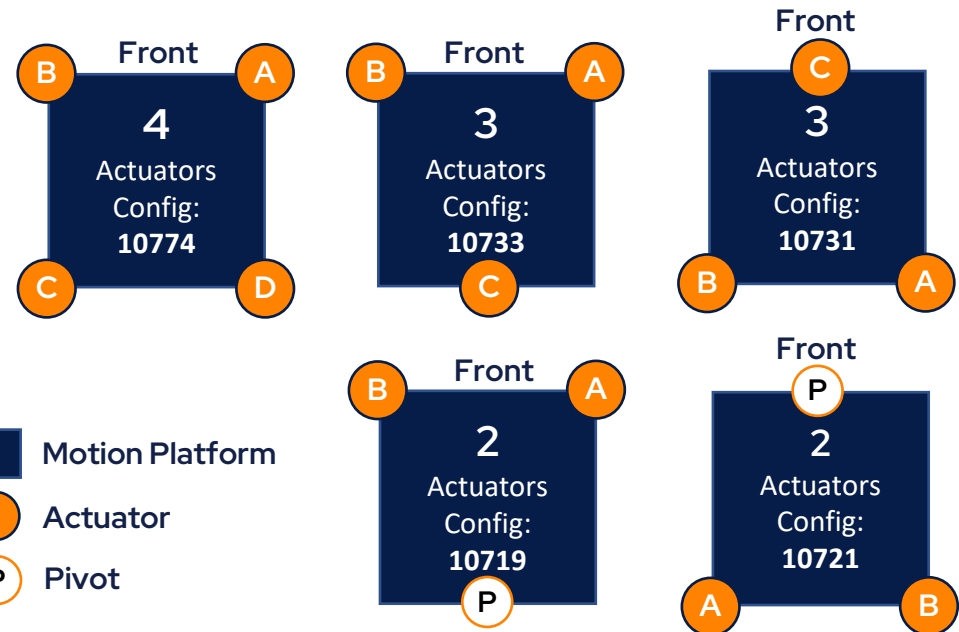 Front
B
A
4
Actuators
Config:
10774
C
D
Front
B
A
3
Actuators
Config:
10733
C
Front
C
3
Actuators
Config:
10731
B
A
Front
B
A
2
Actuators
Config:
10719
P
Front
P
2
Actuators
Config:
10721
A
B
Motion Platform
Actuator
P Pivot